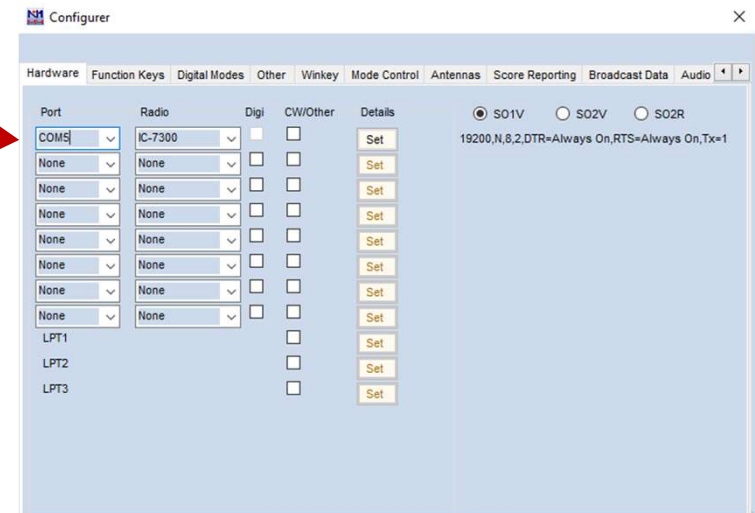 N1 Configurer
Hardware Function Keys Digital Modes Other Winkey Mode Control Antennas Score Reporting Broadcast Data Audio
Port Radio Digi CW/Other Details SO1V SO2V SO2R
COM5 IC-7300 Set 19200,N,8,2,DTR=Always On,RTS=Always On,Tx=1
None None Set
None None Set
None None Set
None None Set
None None Set
None None Set
None None Set
LPT1 Set
LPT2 Set
LPT3 Set